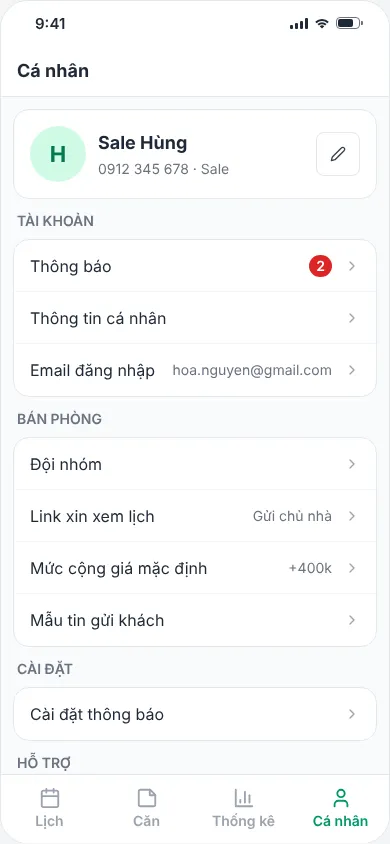 9:41
Cá nhân
H
Sale Hùng
0912 345 678 · Sale
TÀI KHOẢN
Thông báo 2
Thông tin cá nhân
Email đăng nhập hoa.nguyen@gmail.com
BÁN PHÒNG
Đội nhóm
Link xin xem lịch Gửi chủ nhà
Mức cộng giá mặc định +400k
Mẫu tin gửi khách
CÀI ĐẶT
Cài đặt thông báo
HỖ TRỢ
Lịch Căn Thống kê Cá nhân